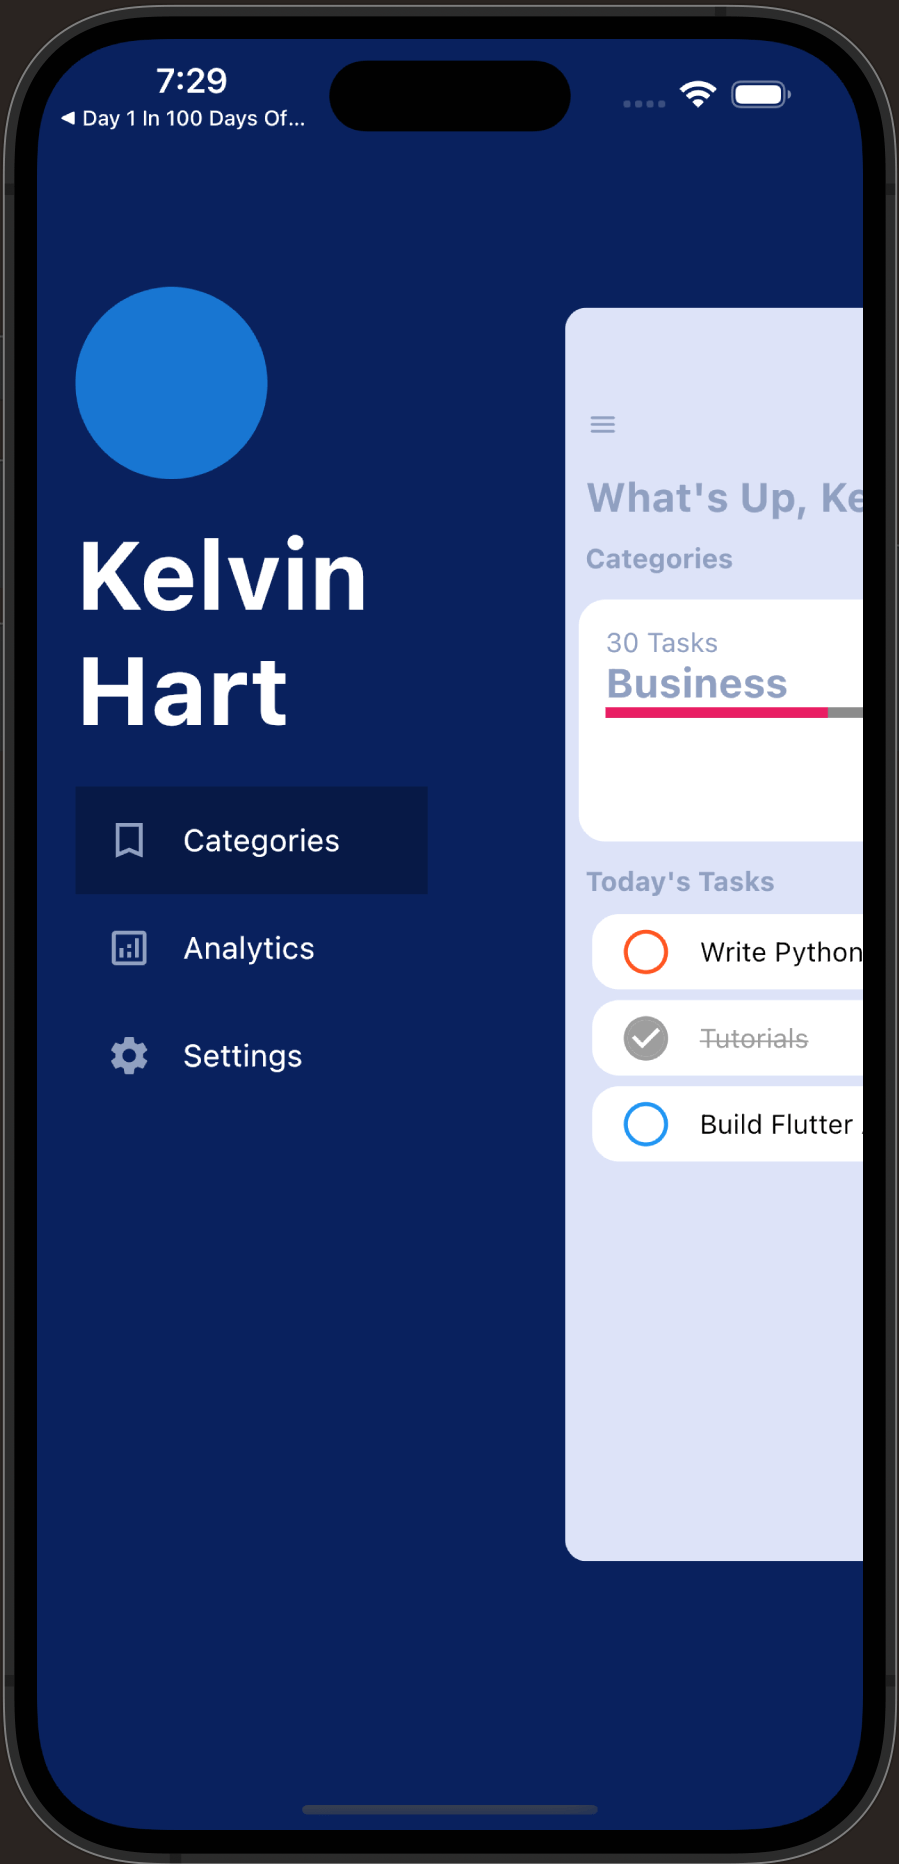 7:29
◀ Day 1 In 100 Days Of...
Kelvin
Hart
Categories
Analytics
Settings
What's Up, Ke
Categories
30 Tasks
Business
Today's Tasks
Write Python
Tutorials
Build Flutter